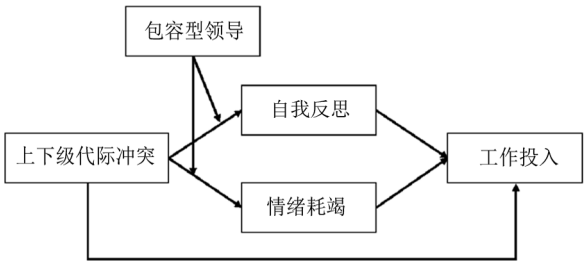 包容型领导
自我反思
上下级代际冲突
工作投入
情绪耗竭